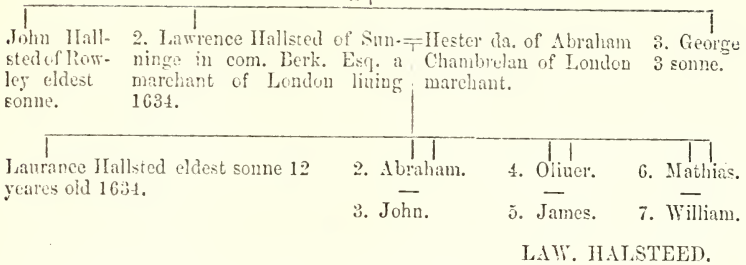 John Hall-
sted of Row-
ley eldest
sonne.
2. Lawrence Hallsted of Sun-
ninge in com. Berk. Esq. a
marchant of London liuing
1634.
Hester da. of Abraham
Chambrelan of London
marchant.
3. George
3 sonne.
Laurance Hallsted eldest sonne 12
yeares old 1634.
2. Abraham.
3. John.
4. Oliuer.
5. James.
6. Mathias.
7. William.
LAW. HALSTEED.